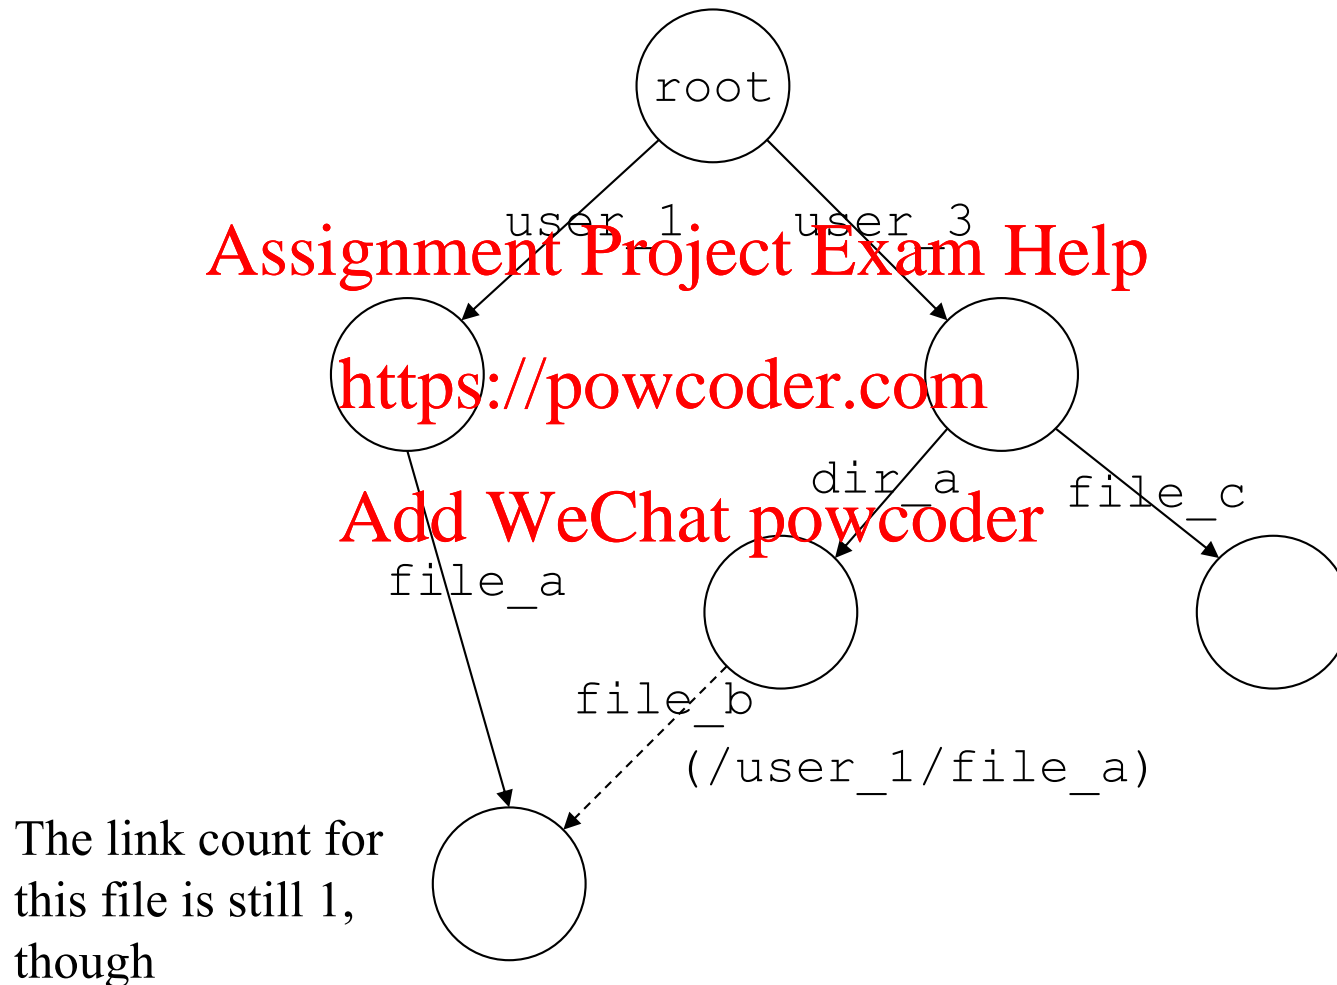 root
user_1
user_3
Assignment Project Exam Help
https://powcoder.com
dir_a
file_c
Add WeChat powcoder
file_a
file_b
(/user_1/file_a)
The link count for
this file is still 1,
though